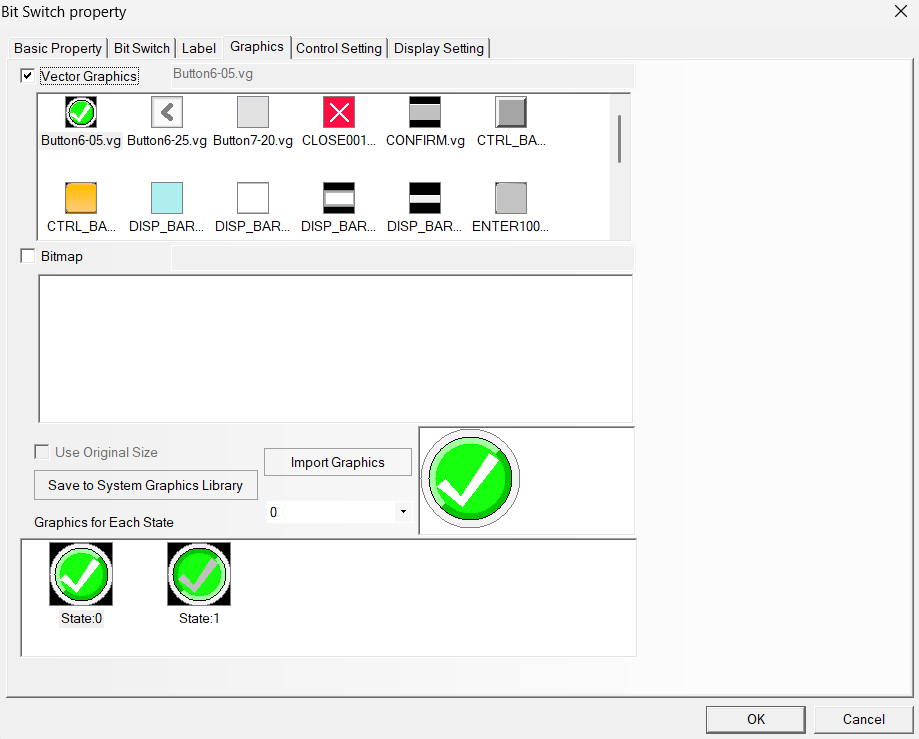 Bit Switch property
Basic Property Bit Switch Label Graphics Control Setting Display Setting
Vector Graphics Button6-05.vg
Button6-05.vg Button6-25.vg Button7-20.vg CLOSE001... CONFIRM.vg CTRL_BA...
CTRL_BA... DISP_BAR... DISP_BAR... DISP_BAR... DISP_BAR... ENTER100...
Bitmap
Use Original Size
Import Graphics
Save to System Graphics Library
0
Graphics for Each State
State:0 State:1
OK Cancel